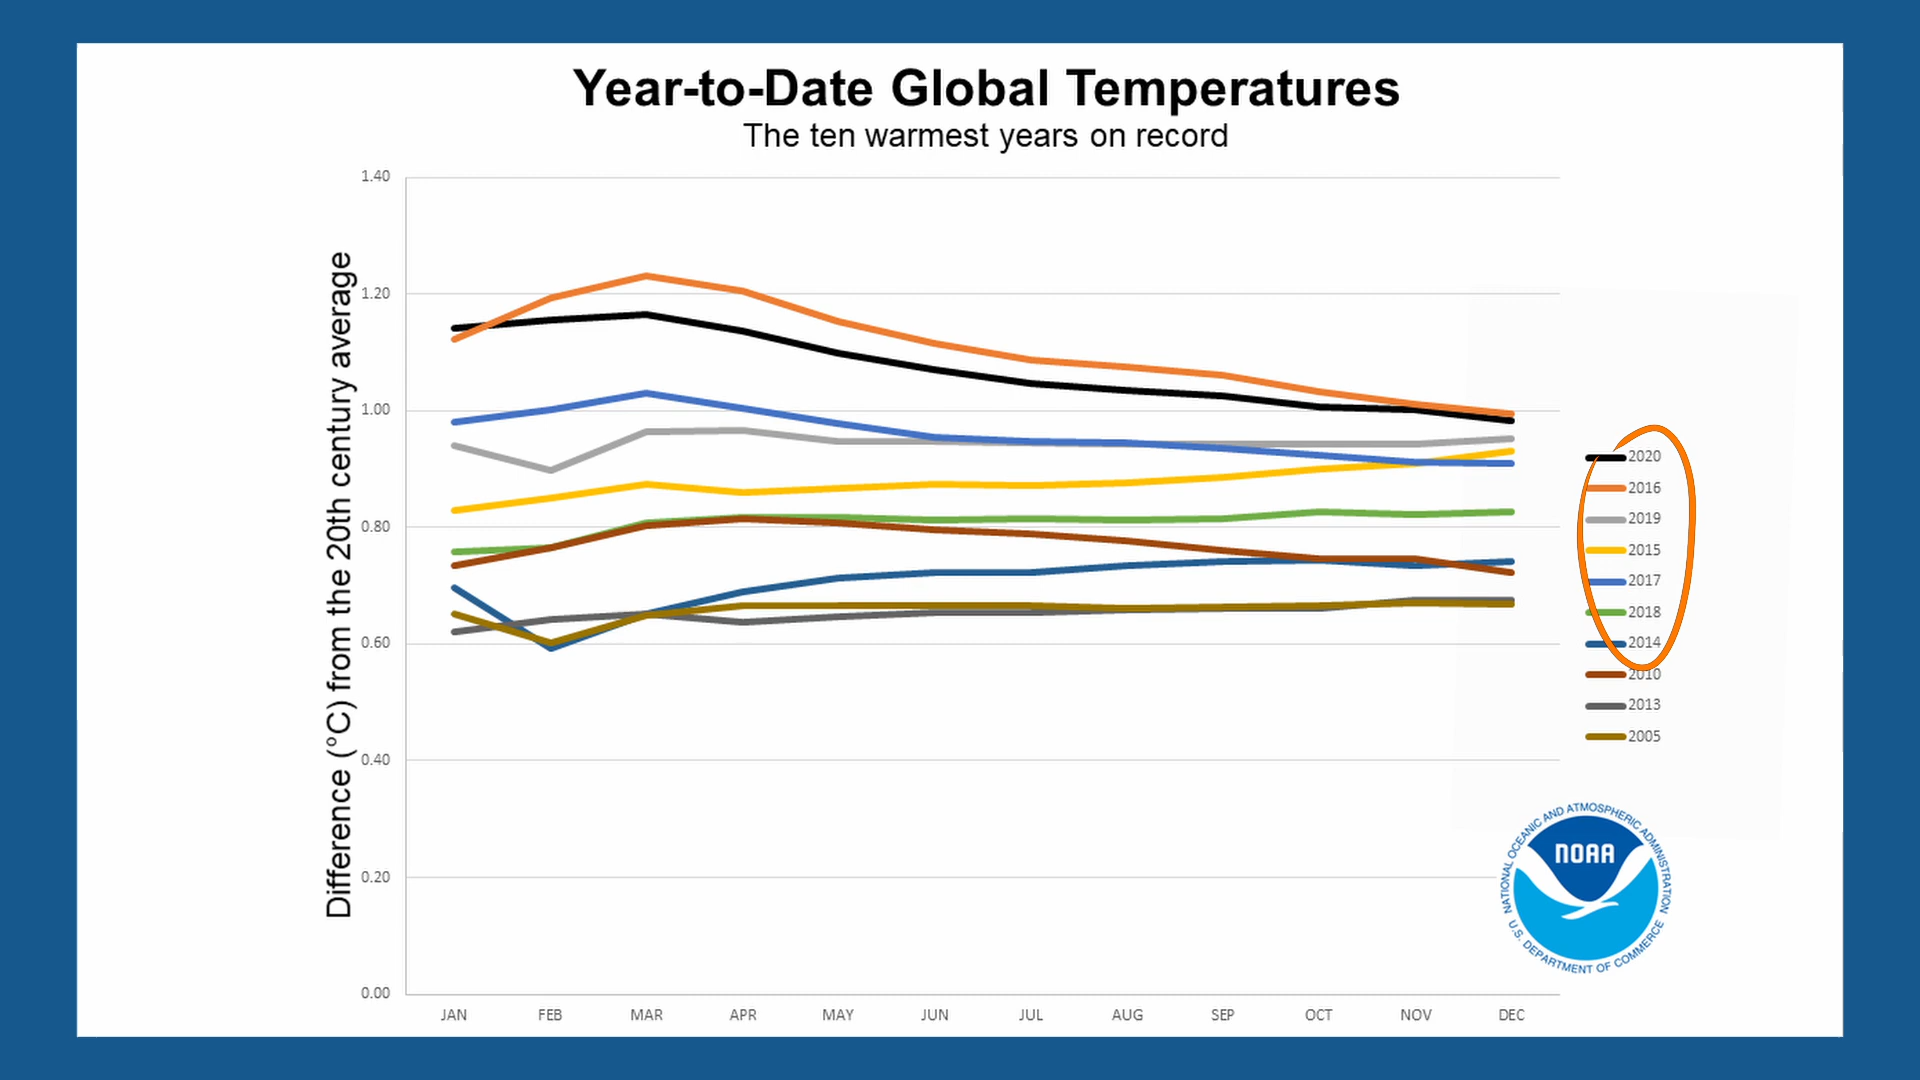 Year-to-Date Global Temperatures
The ten warmest years on record
Difference (°C) from the 20th century average
1.40
1.20
1.00
0.80
0.60
0.40
0.20
0.00
JAN FEB MAR APR MAY JUN JUL AUG SEP OCT NOV DEC
2020
2016
2019
2015
2017
2018
2014
2010
2013
2005
NATIONAL OCEANIC AND ATMOSPHERIC ADMINISTRATION
NOAA
U.S. DEPARTMENT OF COMMERCE